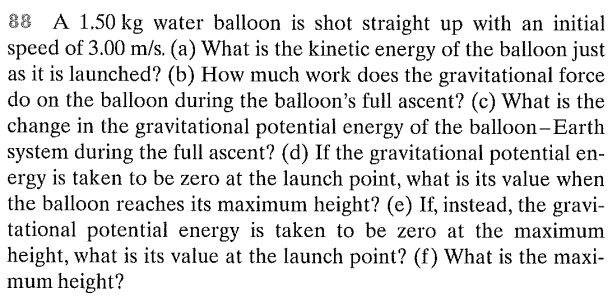 88 A 1.50 kg water balloon is shot straight up with an initial
speed of 3.00 m/s. (a) What is the kinetic energy of the balloon just
as it is launched? (b) How much work does the gravitational force
do on the balloon during the balloon's full ascent? (c) What is the
change in the gravitational potential energy of the balloon–Earth
system during the full ascent? (d) If the gravitational potential en-
ergy is taken to be zero at the launch point, what is its value when
the balloon reaches its maximum height? (e) If, instead, the gravi-
tational potential energy is taken to be zero at the maximum
height, what is its value at the launch point? (f) What is the maxi-
mum height?